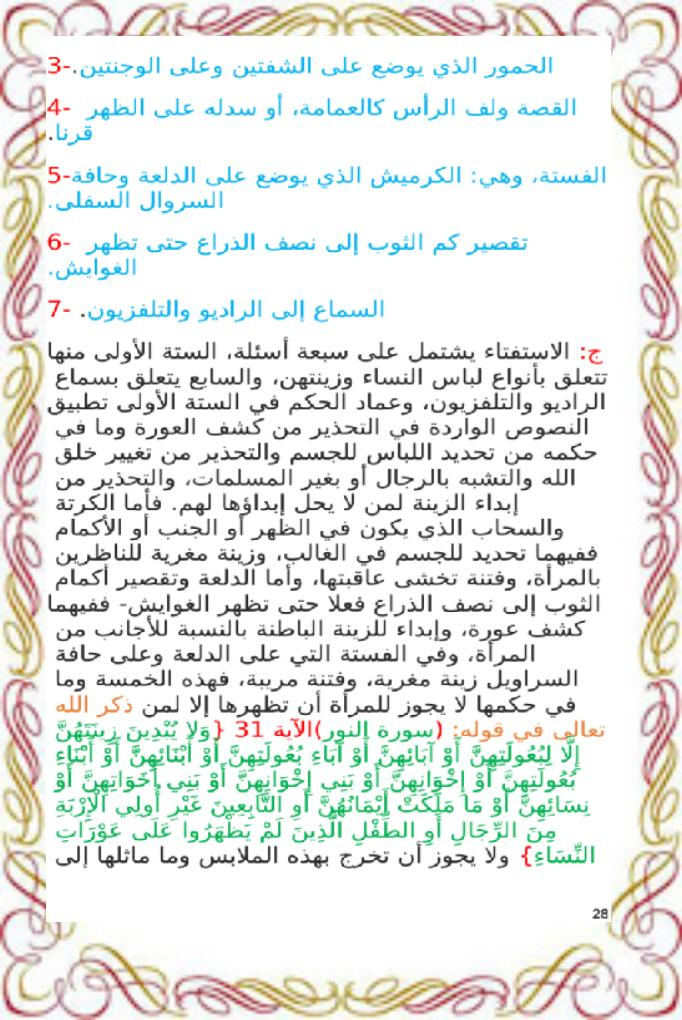 3-الحمور الذي يوضع على الشفتين وعلى الوجنتين.
4- القصة ولف الرأس كالعمامة، أو سدله على الظهر
قرنا.
5-الفستة، وهي: الكرميش الذي يوضع على الدلعة وحافة
السروال السفلى.
6- تقصير كم الثوب إلى نصف الذراع حتى تظهر
الغوايش.
7- السماع إلى الراديو والتلفزيون.
ج: الاستفتاء يشتمل على سبعة أسئلة، الستة الأولى منها
تتعلق بأنواع لباس النساء وزينتهن، والسابع يتعلق بسماع
الراديو والتلفزيون، وعماد الحكم في الستة الأولى تطبيق
النصوص الواردة في التحذير من كشف العورة وما في
حكمه من تحديد اللباس للجسم والتحذير من تغيير خلق
الله والتشبه بالرجال أو بغير المسلمات، والتحذير من
إبداء الزينة لمن لا يحل إبداؤها لهم. فأما الكرتة
والسحاب الذي يكون في الظهر أو الجنب أو الأكمام
ففيهما تحديد للجسم في الغالب، وزينة مغرية للناظرين
بالمرأة، وفتنة تخشى عاقبتها، وأما الدلعة وتقصير أكمام
الثوب إلى نصف الذراع فعلا حتى تظهر الغوايش- ففيهما
كشف عورة، وإبداء للزينة الباطنة بالنسبة للأجانب من
المرأة، وفي الفستة التي على الدلعة وعلى حافة
السراويل زينة مغرية، وفتنة مريبة، فهذه الخمسة وما
في حكمها لا يجوز للمرأة أن تظهرها إلا لمن ذكر الله
تعالى في قوله: (سورة النور)الآية 31 {وَلَا يُبْدِينَ زِينَتَهُنَّ
إِلَّا لِبُعُولَتِهِنَّ أَوْ آبَائِهِنَّ أَوْ آبَاءِ بُعُولَتِهِنَّ أَوْ أَبْنَائِهِنَّ أَوْ أَبْنَاءِ
بُعُولَتِهِنَّ أَوْ إِخْوَانِهِنَّ أَوْ بَنِي إِخْوَانِهِنَّ أَوْ بَنِي أَخَوَاتِهِنَّ أَوْ
نِسَائِهِنَّ أَوْ مَا مَلَكَتْ أَيْمَانُهُنَّ أَوِ التَّابِعِينَ غَيْرِ أُولِي الْإِرْبَةِ
مِنَ الرِّجَالِ أَوِ الطِّفْلِ الَّذِينَ لَمْ يَظْهَرُوا عَلَى عَوْرَاتِ
النِّسَاءِ} ولا يجوز أن تخرج بهذه الملابس وما ماثلها إلى
28